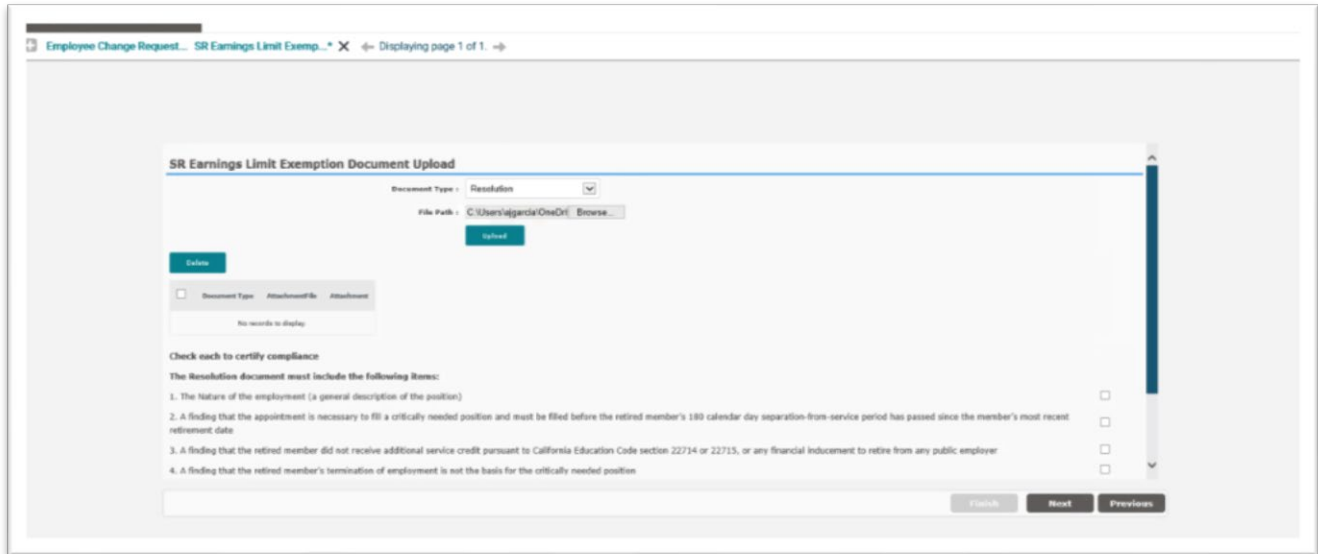 Employee Change Request... SR Earnings Limit Exemp...* X Displaying page 1 of 1.
SR Earnings Limit Exemption Document Upload
Document Type : Resolution
File Path : C:\Users\ajgarcia\OneDri Browse...
Upload
Delete
Document Type AttachmentFile Attachment
No records to display.
Check each to certify compliance
The Resolution document must include the following items:
1. The Nature of the employment (a general description of the position)
2. A finding that the appointment is necessary to fill a critically needed position and must be filled before the retired member's 180 calendar day separation-from-service period has passed since the member's most recent
retirement date
3. A finding the retired member did not receive additional service credit pursuant to California Education Code section 22714 or 22715, or any financial inducement to retire from any public employer
4. A finding that the retired member's termination of employment is not the basis for the critically needed position
Finish Next Previous